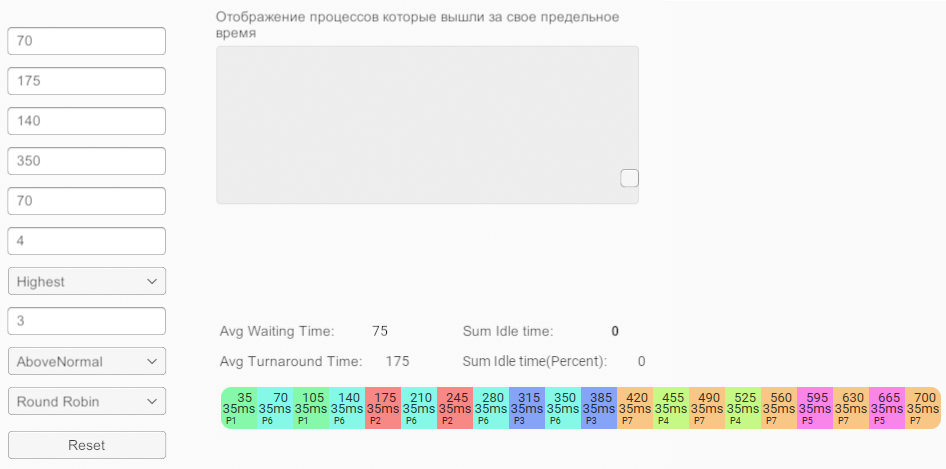 Отображение процессов которые вышли за свое предельное
время
70
175
140
350
70
4
Highest
3
AboveNormal
Round Robin
Reset
Avg Waiting Time: 75 Sum Idle time: 0
Avg Turnaround Time: 175 Sum Idle time(Percent): 0
35 70 105 140 175 210 245 280 315 350 385 420 455 490 525 560 595 630 665 700
35ms 35ms 35ms 35ms 35ms 35ms 35ms 35ms 35ms 35ms 35ms 35ms 35ms 35ms 35ms 35ms 35ms 35ms 35ms 35ms
P1 P6 P1 P6 P2 P6 P2 P6 P3 P6 P3 P7 P4 P7 P4 P7 P5 P7 P5 P7